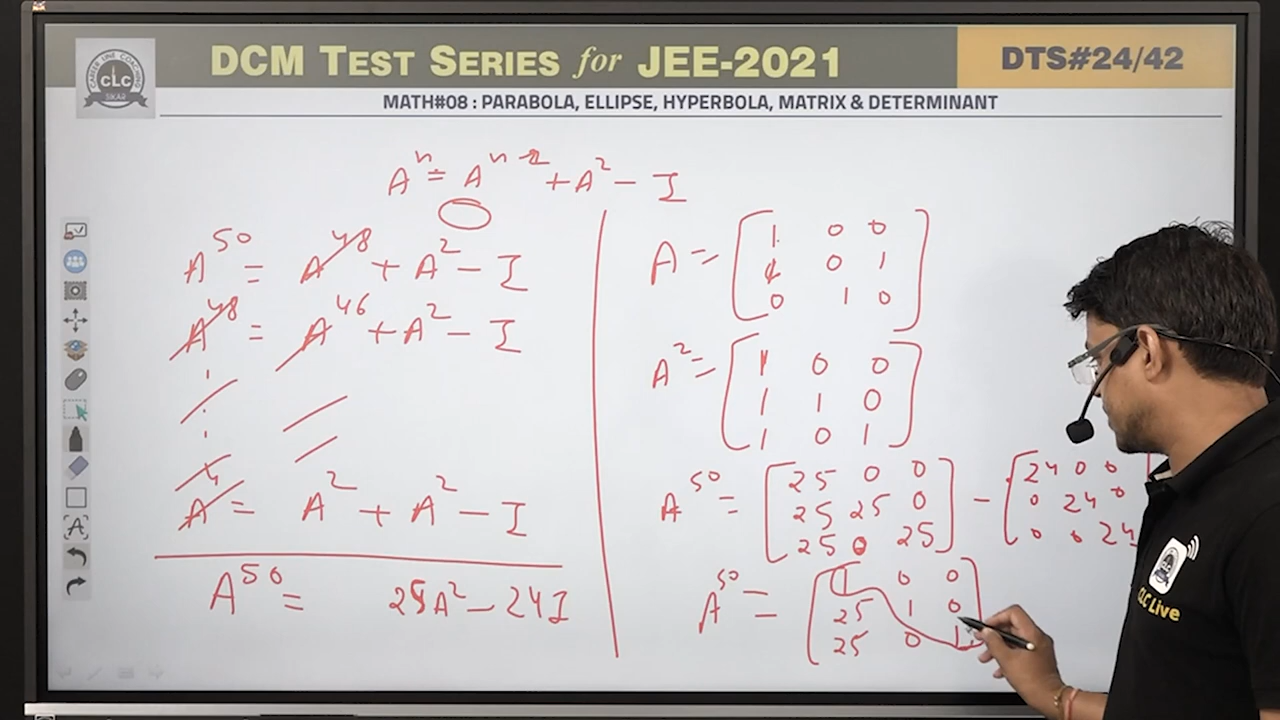 DCM TEST SERIES for JEE-2021
DTS#24/42
CAREER LINE COACHING
CLC
SIKAR
MATH#08 : PARABOLA, ELLIPSE, HYPERBOLA, MATRIX & DETERMINANT
Aⁿ = Aⁿ⁻² + A² − I
A⁵⁰ = A⁴⁸ + A² − I
A⁴⁸ = A⁴⁶ + A² − I
A⁴ = A² + A² − I
A⁵⁰ = 25A² − 24I
A = [1 0 0
1 0 1
0 1 0]
A² = [1 0 0
1 1 0
1 0 1]
A⁵⁰ = [25 0 0
25 25 0
25 0 25] − [24 0 0
0 24 0
0 0 24
A⁵⁰ = [1 0 0
25 1 0
25 0 1]
CLC Live